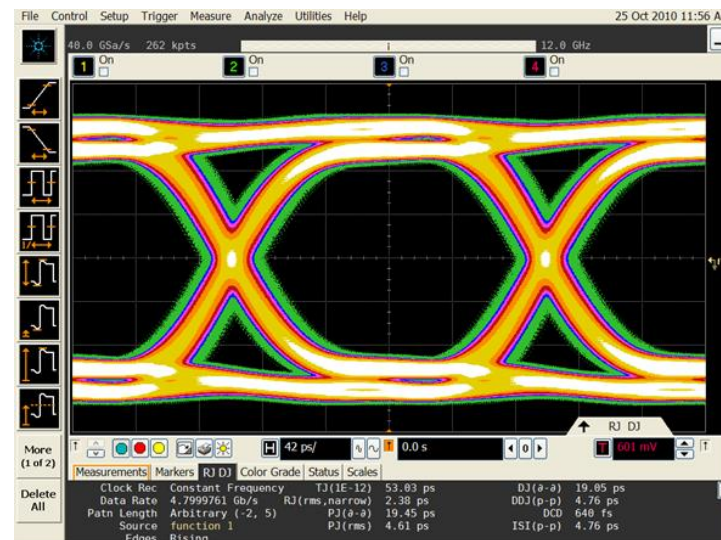 File Control Setup Trigger Measure Analyze Utilities Help 25 Oct 2010 11:56 A
40.0 GSa/s 262 kpts 12.0 GHz
1 On 2 On 3 On 4 On
More
(1 of 2)
Delete
All
RJ DJ
H 42 ps/ 0.0 s 0 T 601 mV
Measurements Markers RJ DJ Color Grade Status Scales
Clock Rec Constant Frequency TJ(1E-12) 53.03 ps DJ(∂-∂) 19.05 ps
Data Rate 4.7999761 Gb/s RJ(rms,narrow) 2.38 ps DDJ(p-p) 4.76 ps
Patn Length Arbitrary (-2, 5) PJ(∂-∂) 19.45 ps DCD 640 fs
Source function 1 PJ(rms) 4.61 ps ISI(p-p) 4.76 ps
Edges Rising